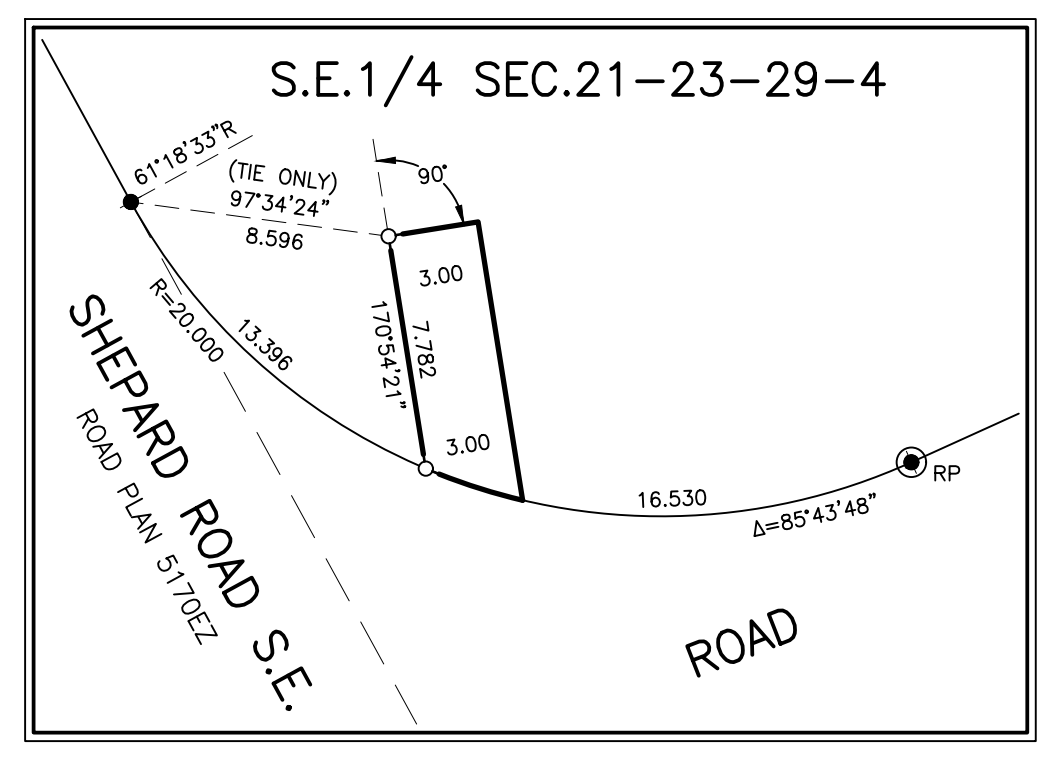 S.E.1/4 SEC.21-23-29-4
61°18'33"R
(TIE ONLY)
97°34'24"
8.596
90°
3.00
R=20.000
13.396
170°54'21"
7.782
3.00
16.530
Δ=85°43'48"
RP
SHEPARD ROAD S.E.
ROAD PLAN 5170EZ
ROAD